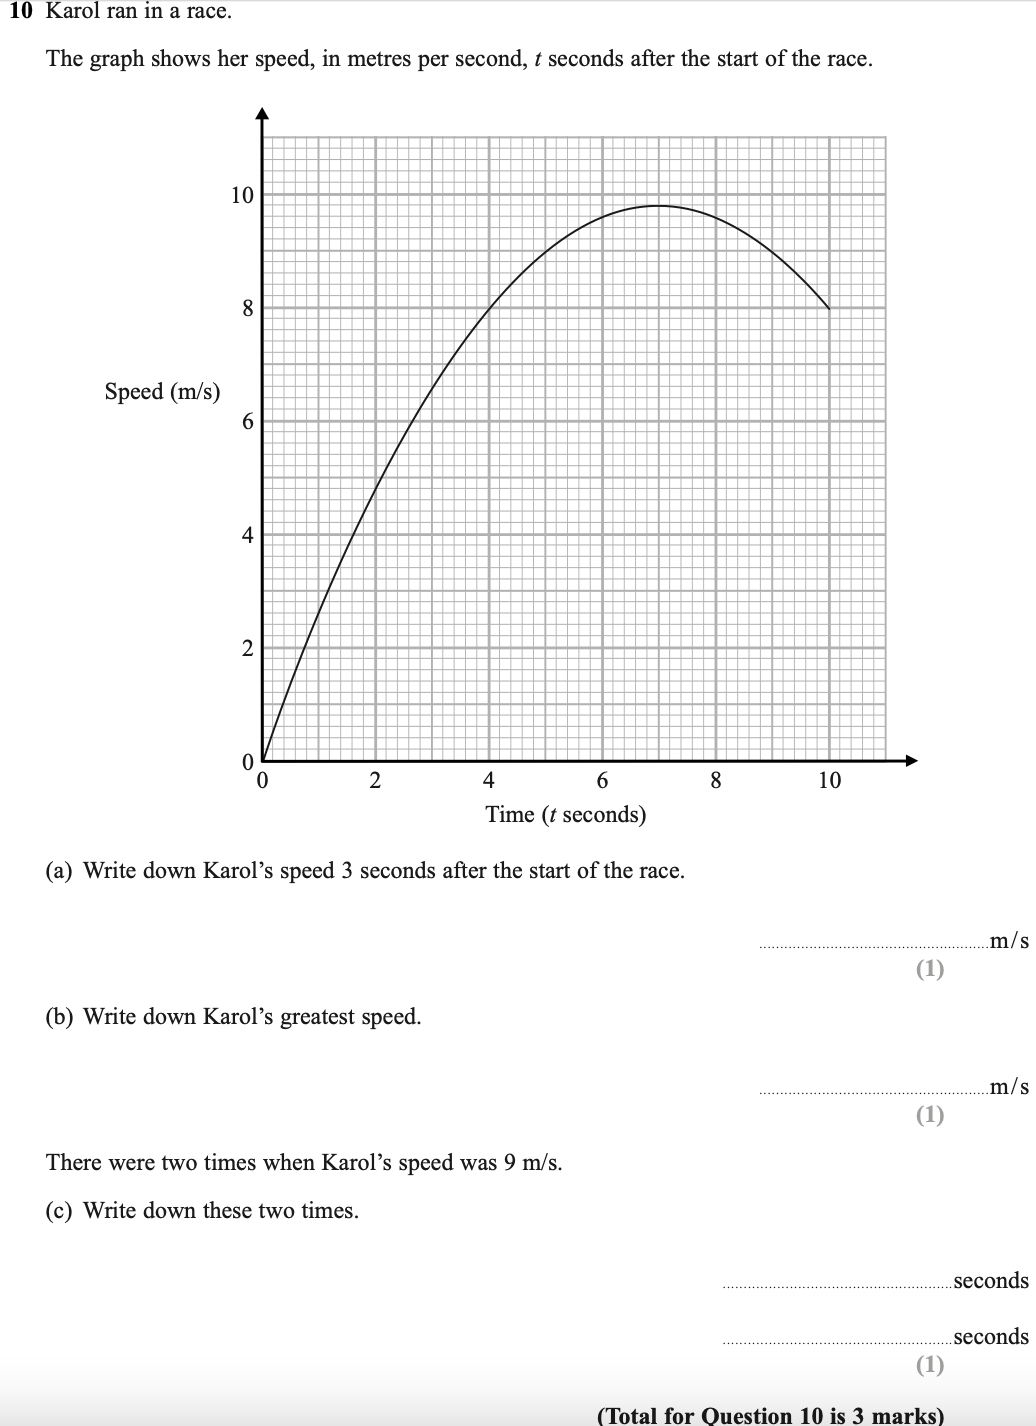 10 Karol ran in a race.
The graph shows her speed, in metres per second, t seconds after the start of the race.
10
8
Speed (m/s)
6
4
2
0
0 2 4 6 8 10
Time (t seconds)
(a) Write down Karol’s speed 3 seconds after the start of the race.
........................................................m/s
(1)
(b) Write down Karol’s greatest speed.
........................................................m/s
(1)
There were two times when Karol’s speed was 9 m/s.
(c) Write down these two times.
........................................................seconds
........................................................seconds
(1)
(Total for Question 10 is 3 marks)